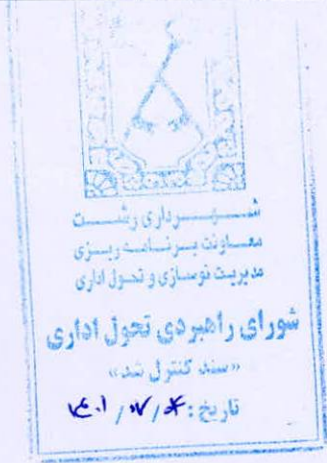 شهرداری رشت
معاونت برنامه ریزی
مدیریت نوسازی و تحول اداری
شورای راهبردی تحول اداری
«سند کنترل شد»
تاریخ: ۱۴۰۱/۰۷/۰۴